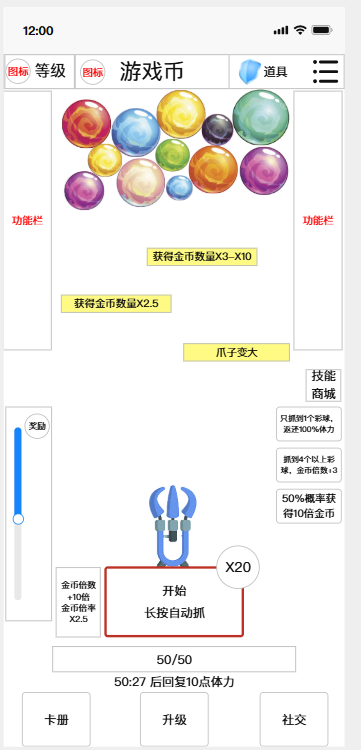 12:00
图标 等级 图标 游戏币 道具
功能栏
功能栏
获得金币数量X3-X10
获得金币数量X2.5
爪子变大
技能
商城
奖励
只抓到1个彩球，
返还100%体力
抓到4个以上彩
球，金币倍数+3
50%概率获
得10倍金币
X20
金币倍数
+10倍
金币倍率
X2.5
开始
长按自动抓
50/50
50:27 后回复10点体力
卡册
升级
社交